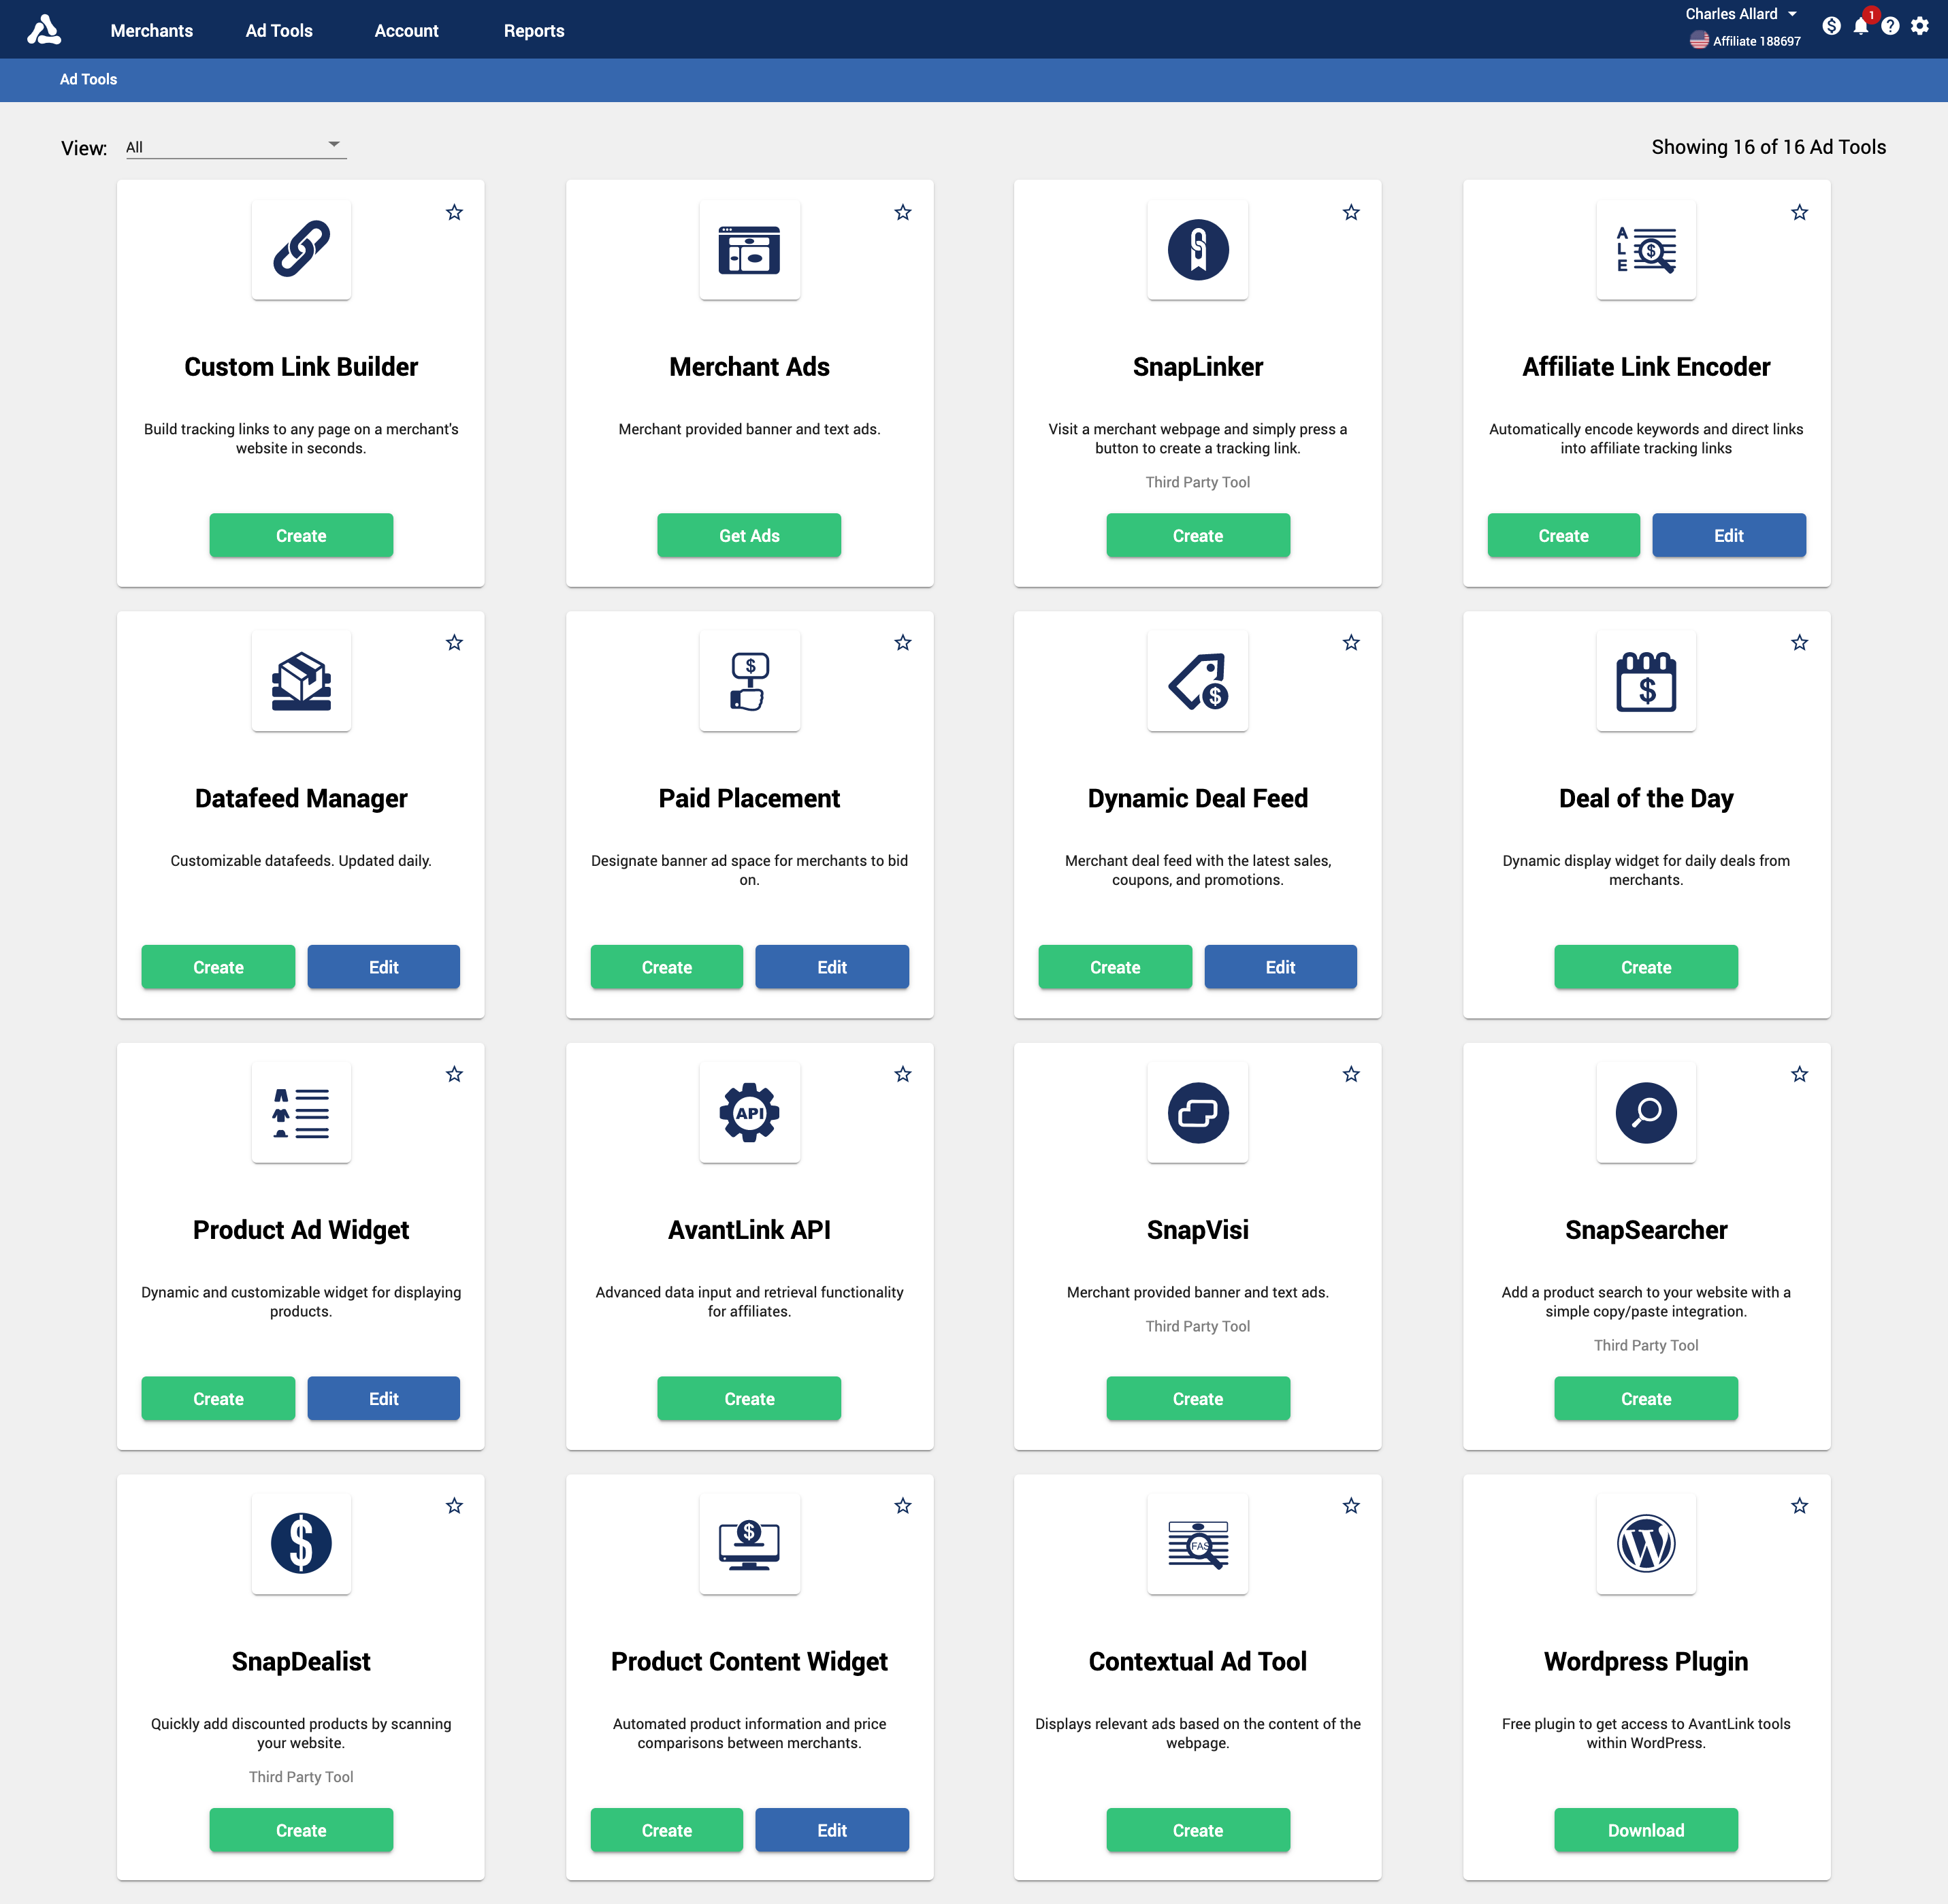 Merchants
Ad Tools
Account
Reports
Charles Allard
Affiliate 188697
1
Ad Tools
View:
All
Showing 16 of 16 Ad Tools
Custom Link Builder
Build tracking links to any page on a merchant's
website in seconds.
Create
Merchant Ads
Merchant provided banner and text ads.
Get Ads
SnapLinker
Visit a merchant webpage and simply press a
button to create a tracking link.
Third Party Tool
Create
A
L
E
$
Affiliate Link Encoder
Automatically encode keywords and direct links
into affiliate tracking links
Create
Edit
Datafeed Manager
Customizable datafeeds. Updated daily.
Create
Edit
$
Paid Placement
Designate banner ad space for merchants to bid
on.
Create
Edit
$
Dynamic Deal Feed
Merchant deal feed with the latest sales,
coupons, and promotions.
Create
Edit
$
Deal of the Day
Dynamic display widget for daily deals from
merchants.
Create
Product Ad Widget
Dynamic and customizable widget for displaying
products.
Create
Edit
API
AvantLink API
Advanced data input and retrieval functionality
for affiliates.
Create
SnapVisi
Merchant provided banner and text ads.
Third Party Tool
Create
SnapSearcher
Add a product search to your website with a
simple copy/paste integration.
Third Party Tool
Create
$
SnapDealist
Quickly add discounted products by scanning
your website.
Third Party Tool
Create
$
Product Content Widget
Automated product information and price
comparisons between merchants.
Create
Edit
FAS
Contextual Ad Tool
Displays relevant ads based on the content of the
webpage.
Create
W
Wordpress Plugin
Free plugin to get access to AvantLink tools
within WordPress.
Download